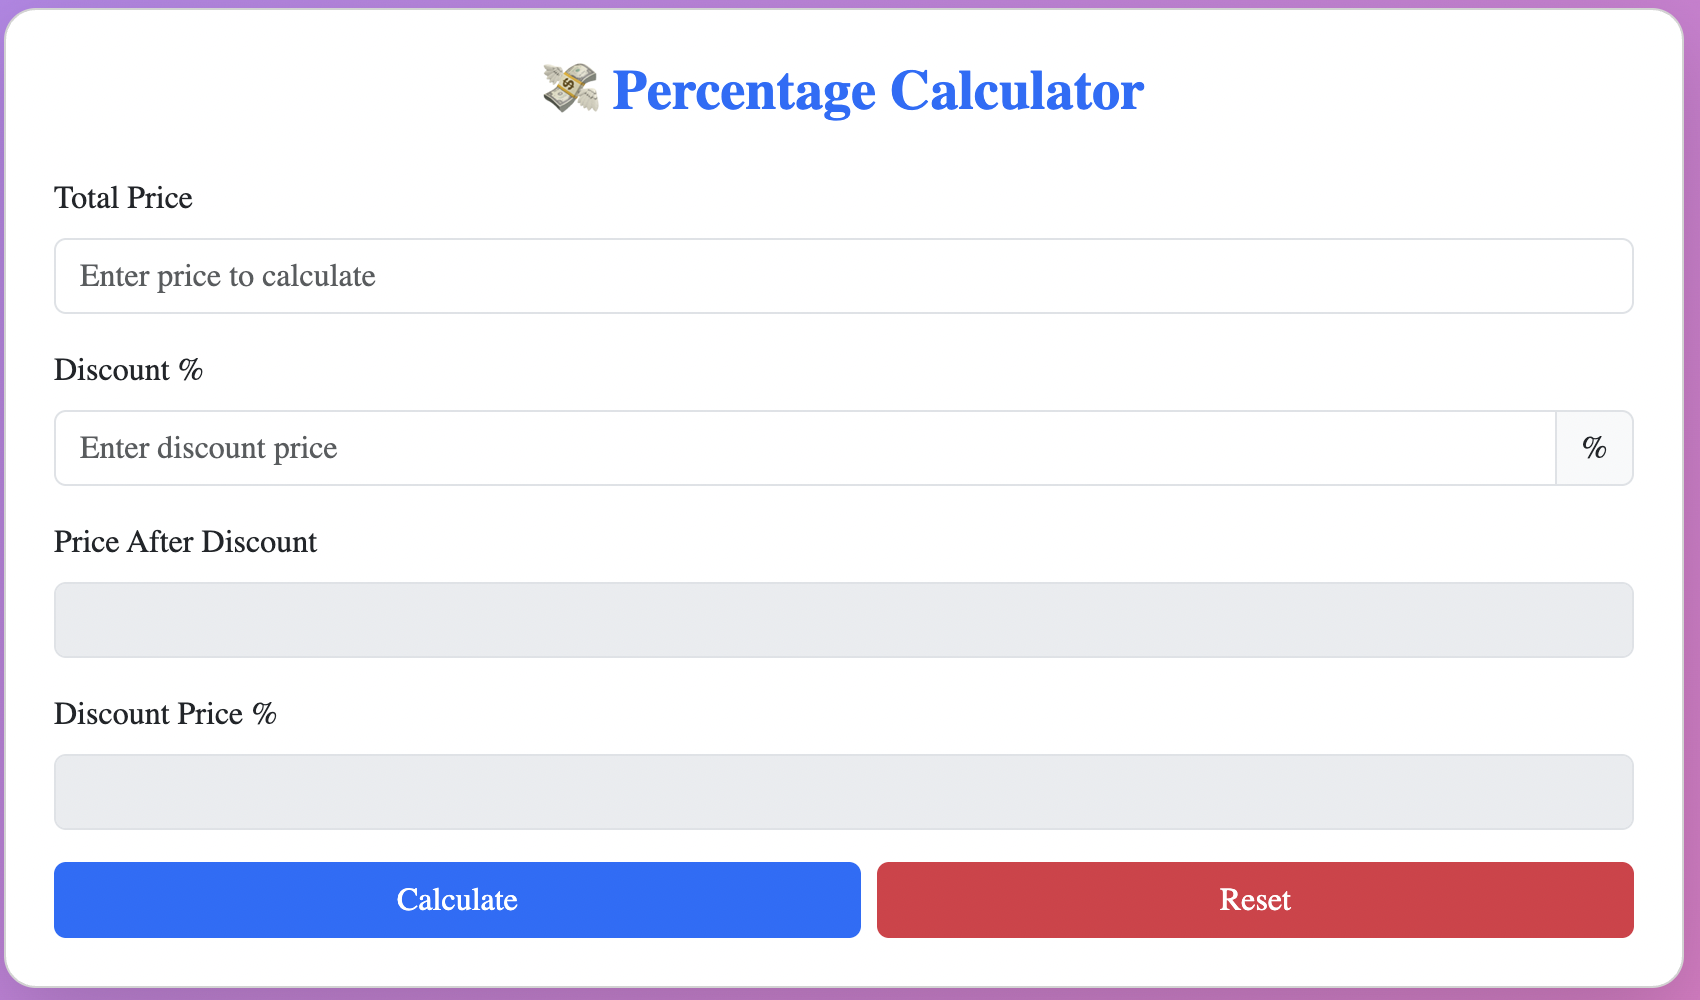 💸 Percentage Calculator
Total Price
Enter price to calculate
Discount %
Enter discount price
%
Price After Discount
Discount Price %
Calculate
Reset